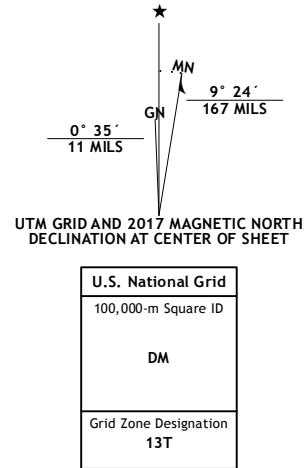 MN
GN
9° 24´
167 MILS
0° 35´
11 MILS
UTM GRID AND 2017 MAGNETIC NORTH
DECLINATION AT CENTER OF SHEET
U.S. National Grid
100,000-m Square ID
DM
Grid Zone Designation
13T